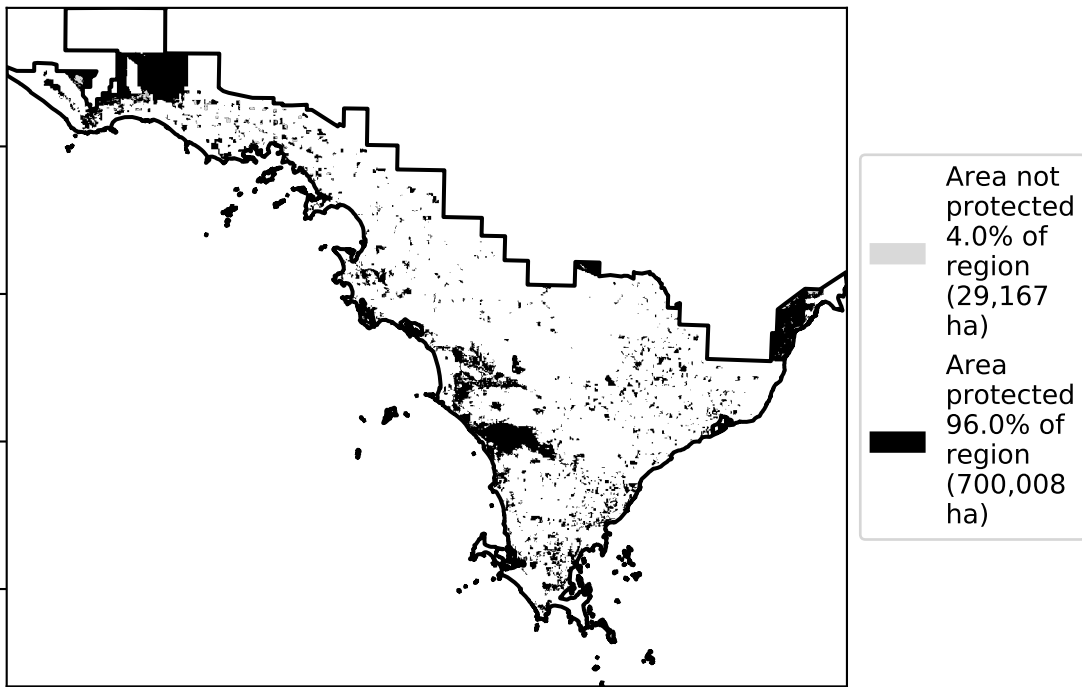 Area not
protected
4.0% of
region
(29,167
ha)
Area
protected
96.0% of
region
(700,008
ha)